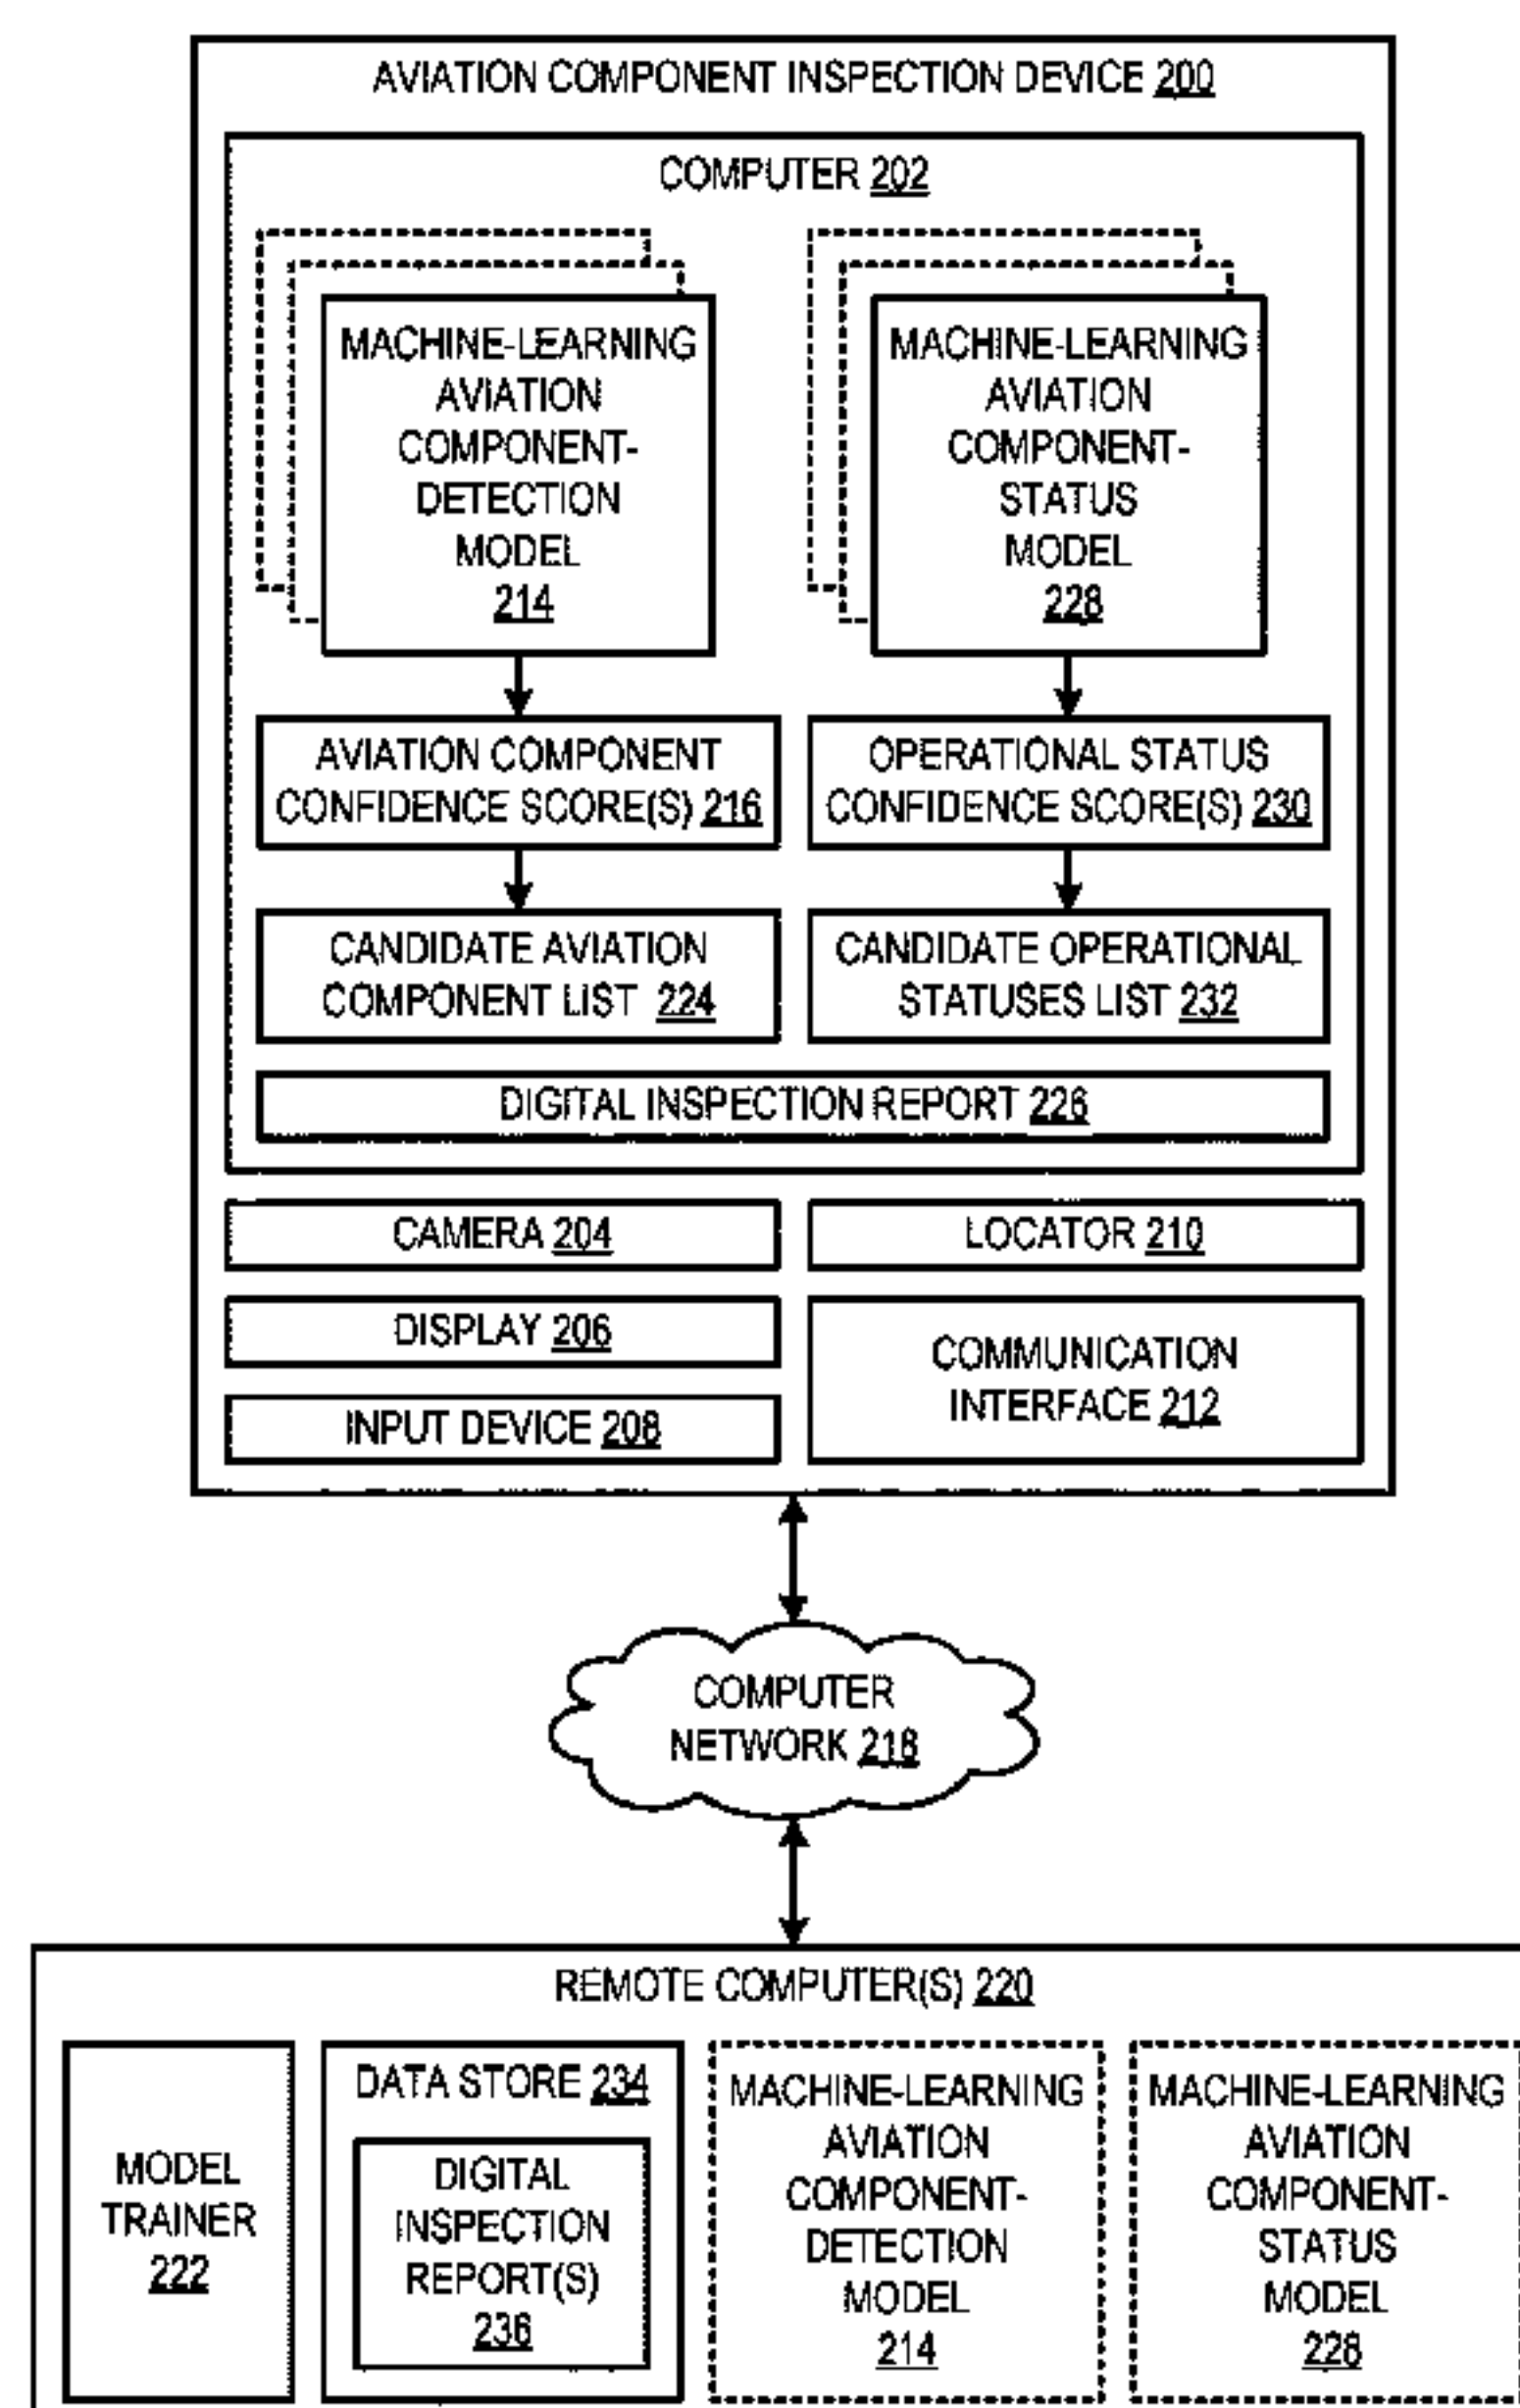 AVIATION COMPONENT INSPECTION DEVICE 200
COMPUTER 202
MACHINE-LEARNING
AVIATION
COMPONENT-
DETECTION
MODEL
214
MACHINE-LEARNING
AVIATION
COMPONENT-
STATUS
MODEL
228
AVIATION COMPONENT
CONFIDENCE SCORE(S) 216
OPERATIONAL STATUS
CONFIDENCE SCORE(S) 230
CANDIDATE AVIATION
COMPONENT LIST 224
CANDIDATE OPERATIONAL
STATUSES LIST 232
DIGITAL INSPECTION REPORT 226
CAMERA 204
LOCATOR 210
DISPLAY 206
COMMUNICATION
INTERFACE 212
INPUT DEVICE 208
COMPUTER
NETWORK 218
REMOTE COMPUTER(S) 220
MODEL
TRAINER
222
DATA STORE 234
DIGITAL
INSPECTION
REPORT(S)
236
MACHINE-LEARNING
AVIATION
COMPONENT-
DETECTION
MODEL
214
MACHINE-LEARNING
AVIATION
COMPONENT-
STATUS
MODEL
228